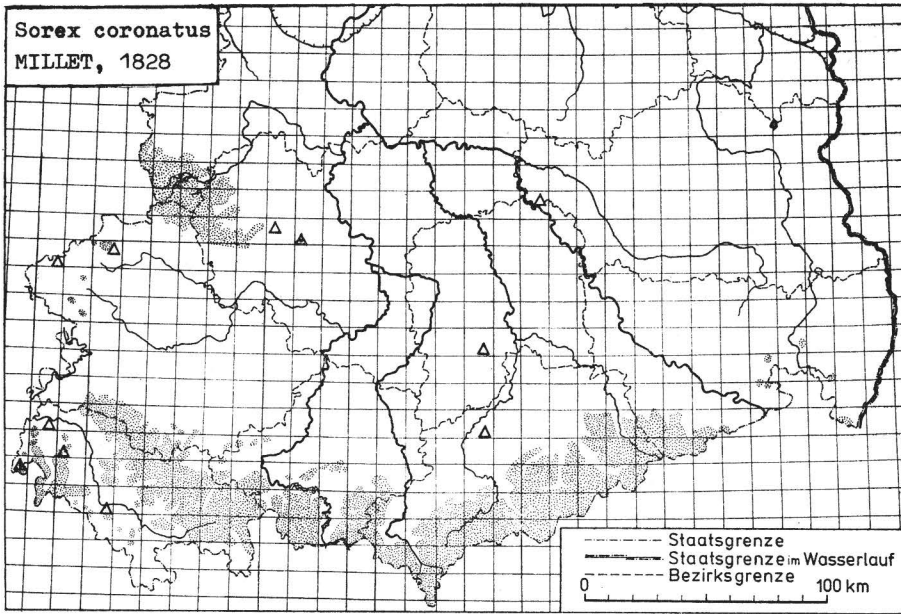 Sorex coronatus
MILLET, 1828
Staatsgrenze
Staatsgrenze im Wasserlauf
Bezirksgrenze
0 100 km